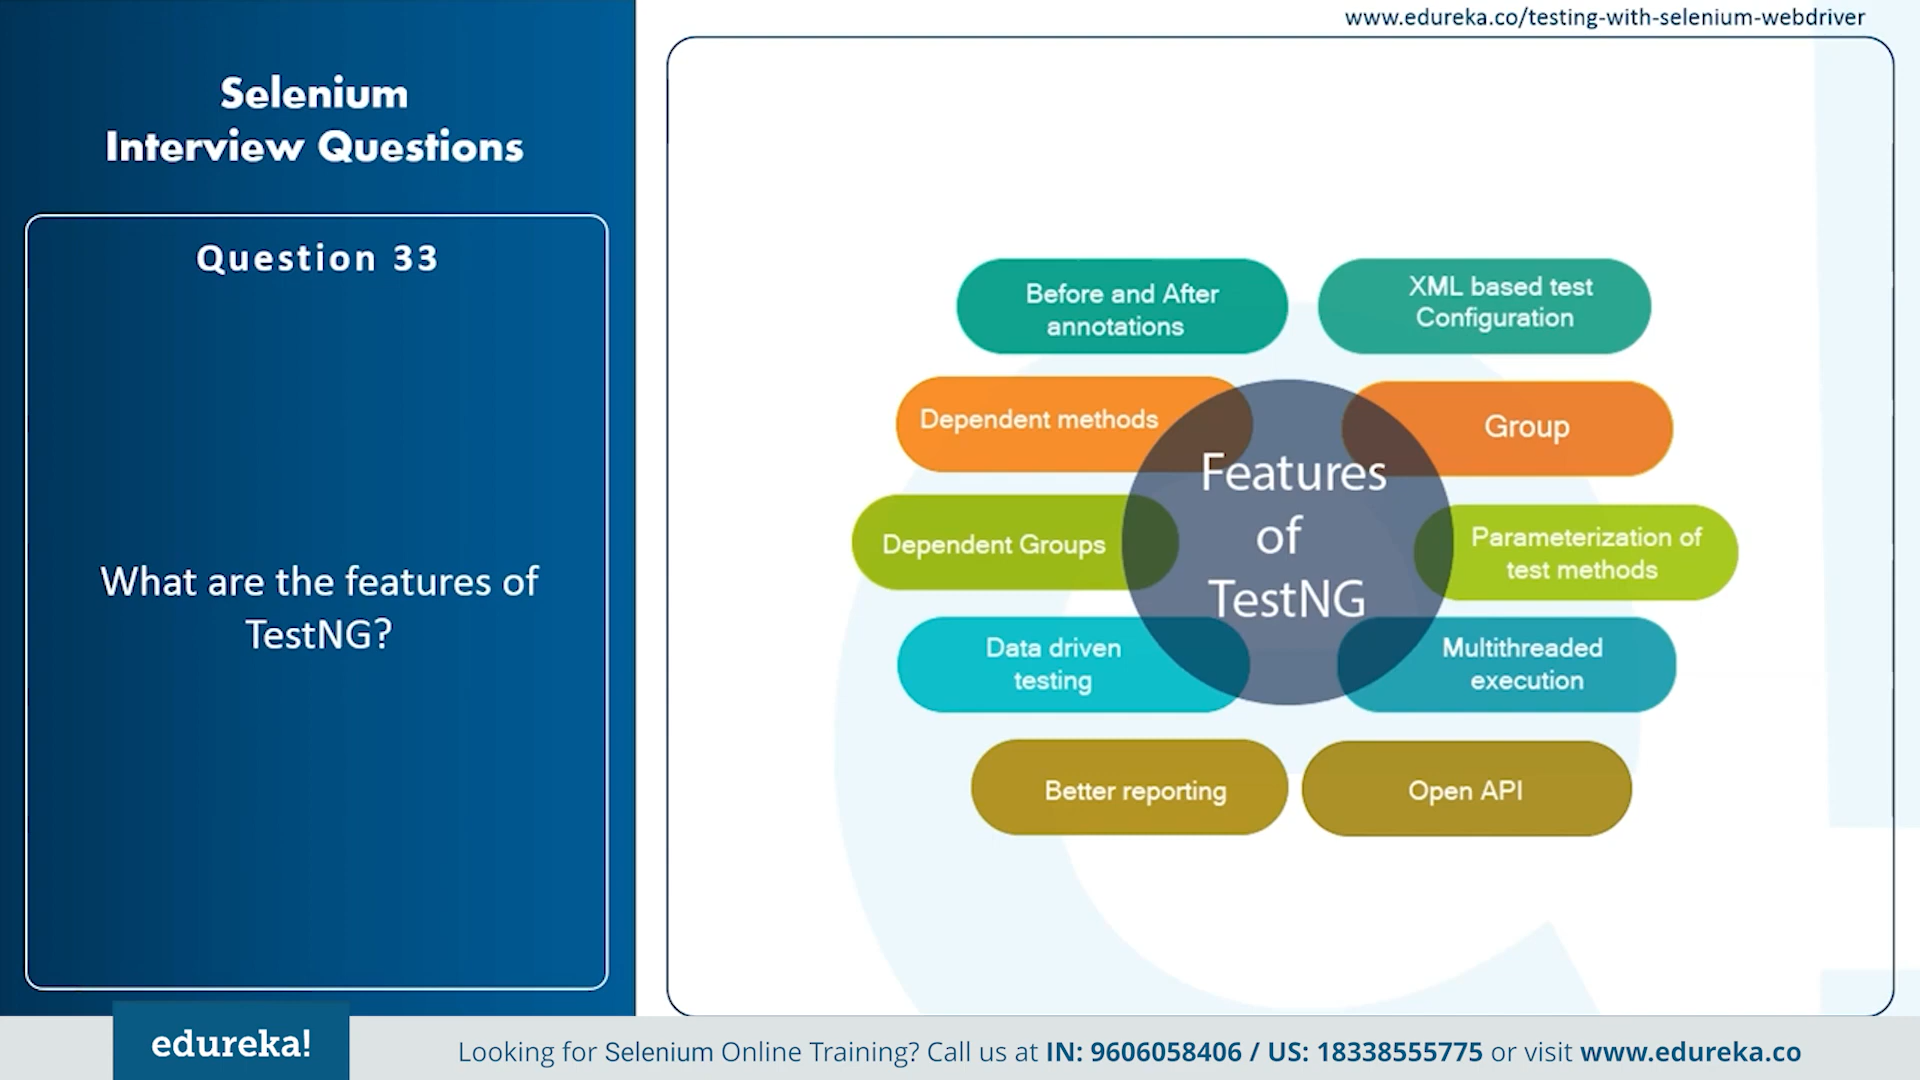 www.edureka.co/testing-with-selenium-webdriver
Selenium
Interview Questions
Question 33
What are the features of
TestNG?
Before and After
annotations
XML based test
Configuration
Dependent methods
Group
Features
of
TestNG
Dependent Groups
Parameterization of
test methods
Data driven
testing
Multithreaded
execution
Better reporting
Open API
edureka!
Looking for Selenium Online Training? Call us at IN: 9606058406 / US: 18338555775 or visit www.edureka.co